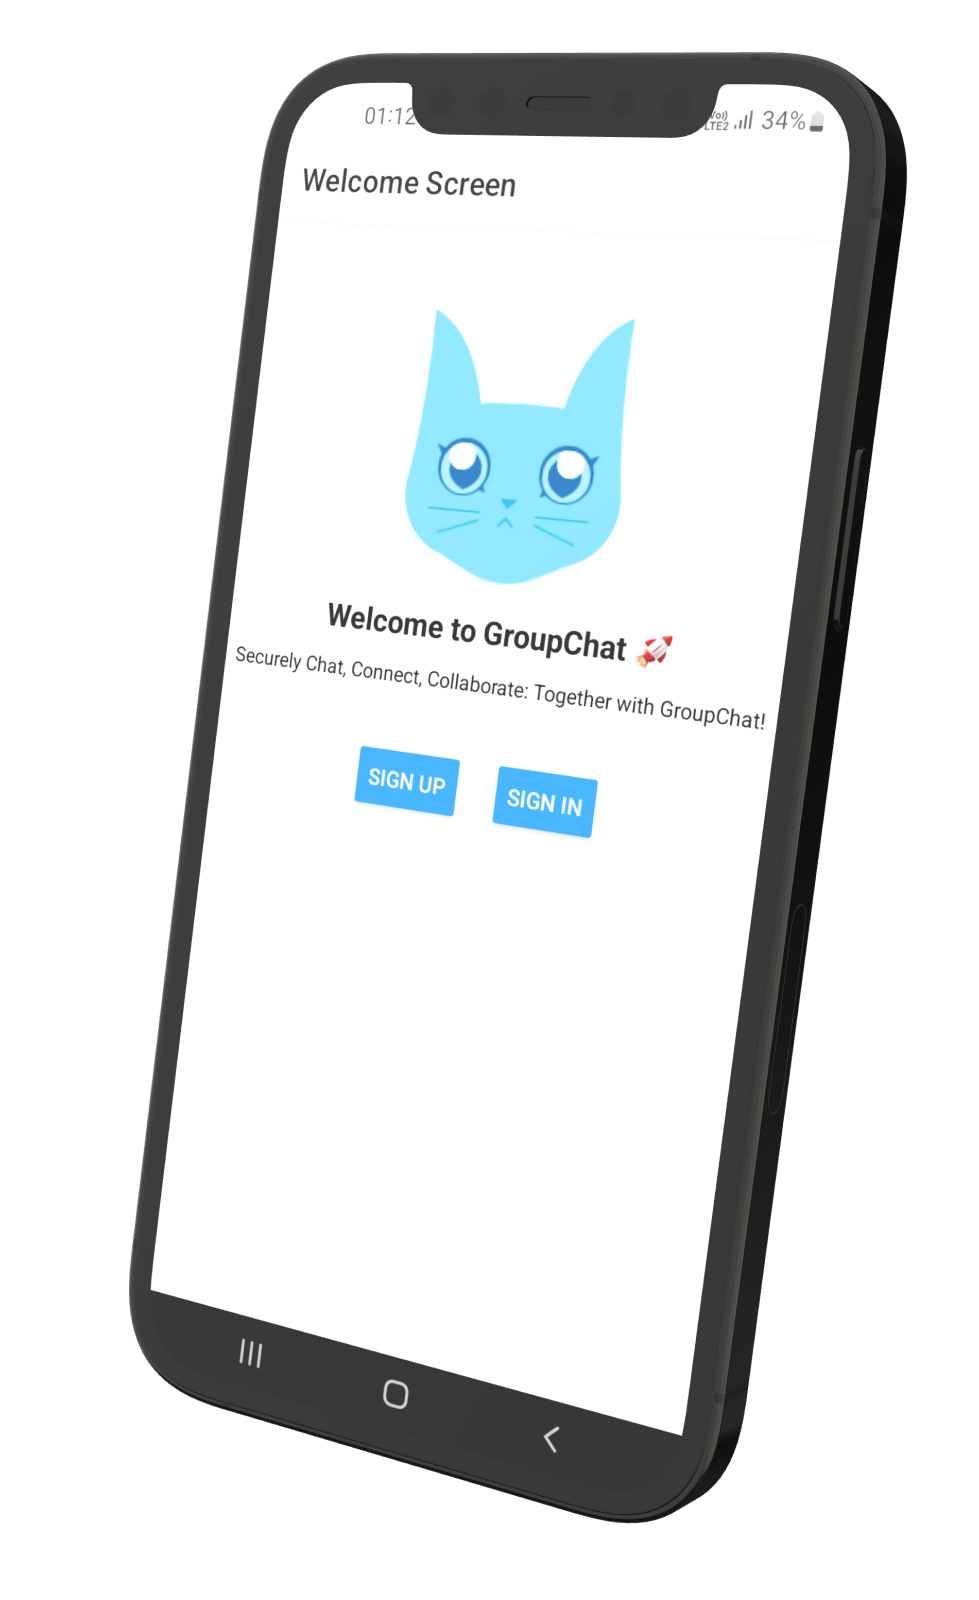 01:12
Vo))
LTE2 34%
Welcome Screen
Welcome to GroupChat 🚀
Securely Chat, Connect, Collaborate: Together with GroupChat!
SIGN UP
SIGN IN